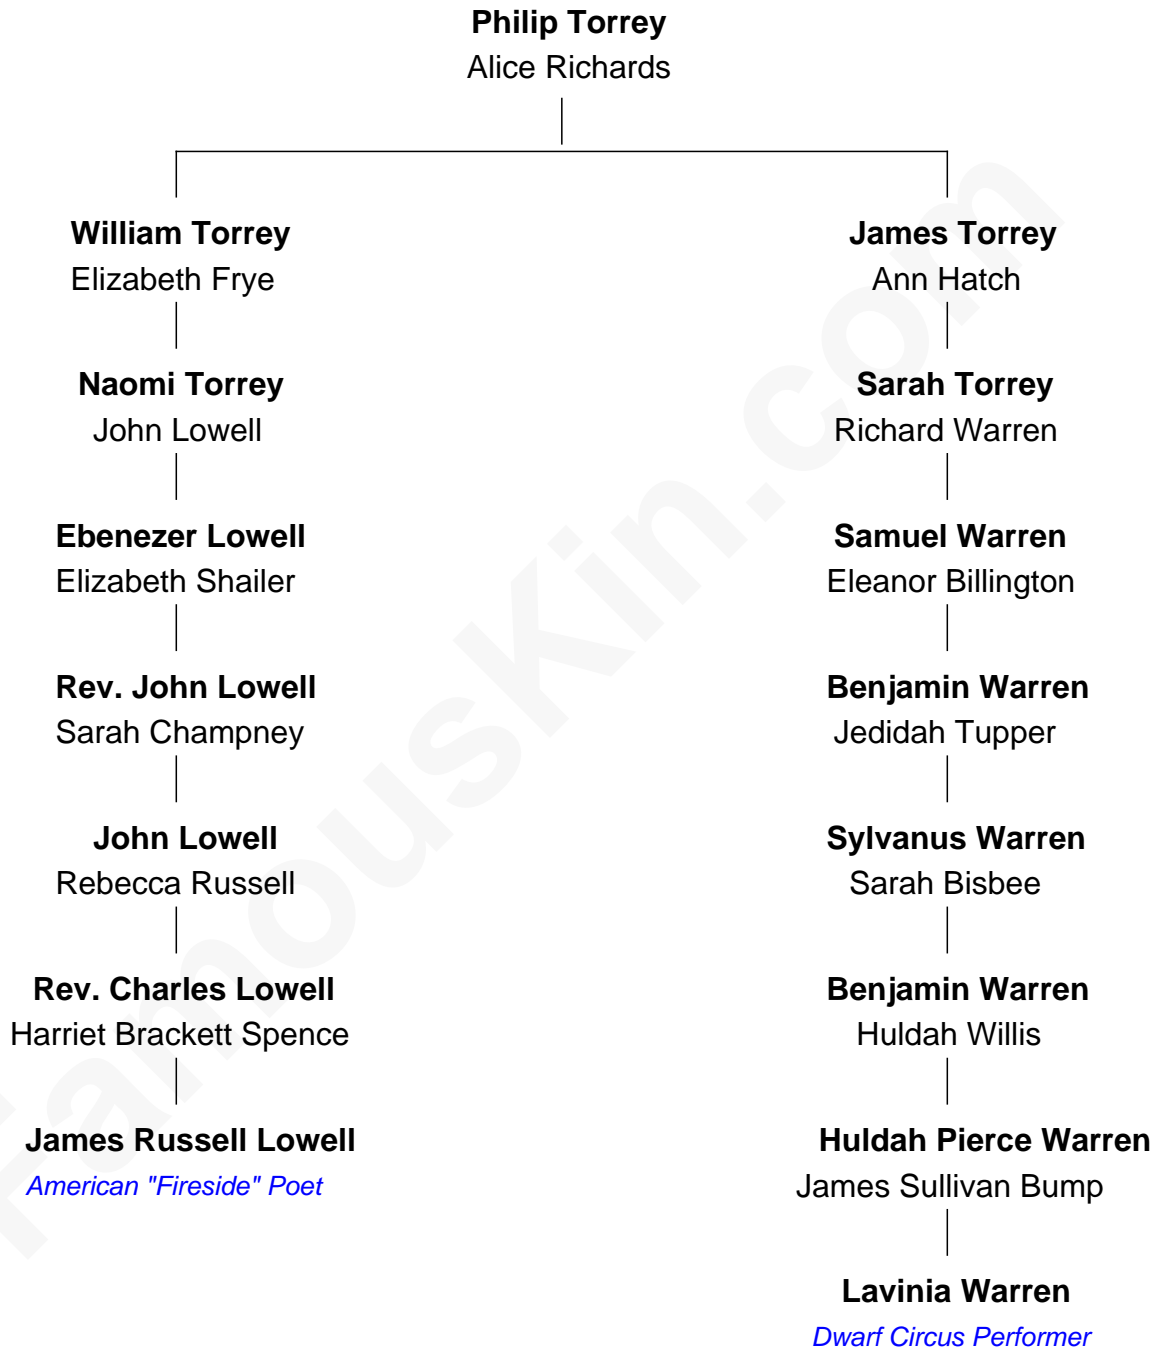 Philip Torrey
Alice Richards
William Torrey
Elizabeth Frye
Naomi Torrey
John Lowell
Ebenezer Lowell
Elizabeth Shailer
Rev. John Lowell
Sarah Champney
John Lowell
Rebecca Russell
Rev. Charles Lowell
Harriet Brackett Spence
James Russell Lowell
American "Fireside" Poet
James Torrey
Ann Hatch
Sarah Torrey
Richard Warren
Samuel Warren
Eleanor Billington
Benjamin Warren
Jedidah Tupper
Sylvanus Warren
Sarah Bisbee
Benjamin Warren
Huldah Willis
Huldah Pierce Warren
James Sullivan Bump
Lavinia Warren
Dwarf Circus Performer
FamousKin.com